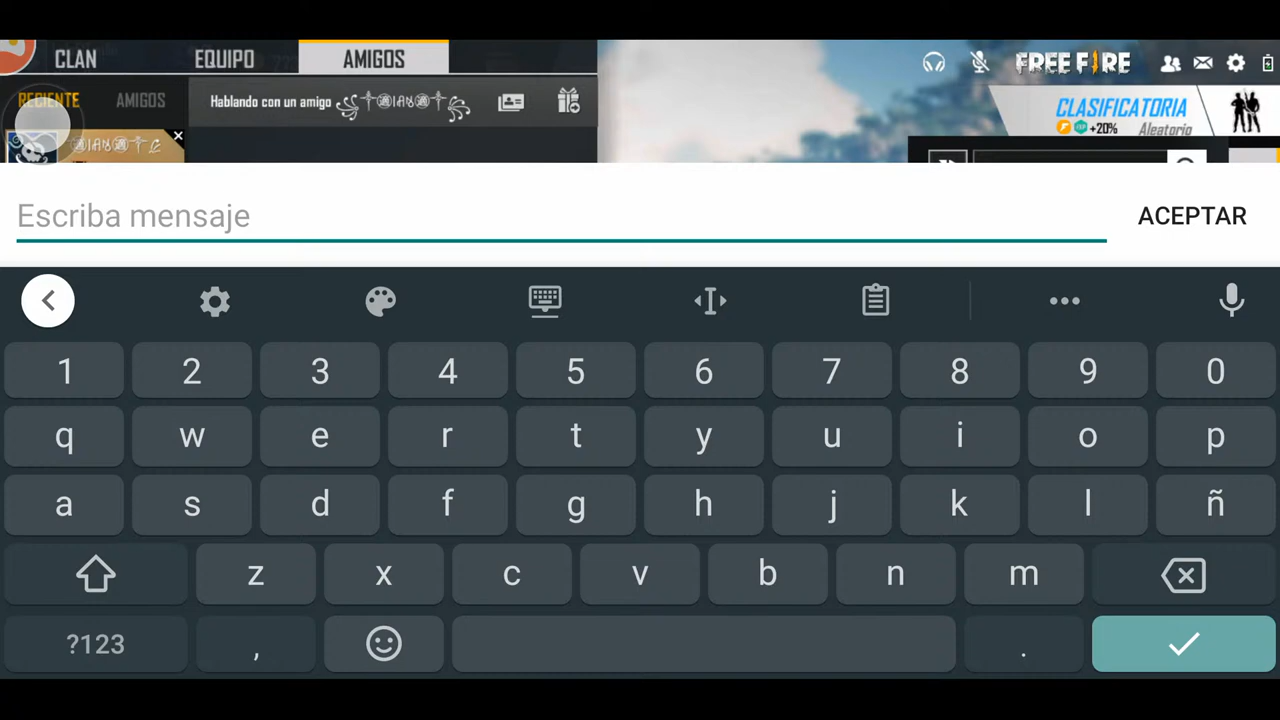 CLAN EQUIPO AMIGOS
FREE FIRE
RECIENTE AMIGOS
Hablando con un amigo
CLASIFICATORIA
+20% Aleatorio
Escriba mensaje
ACEPTAR
1 2 3 4 5 6 7 8 9 0
q w e r t y u i o p
a s d f g h j k l ñ
z x c v b n m
?123 , .